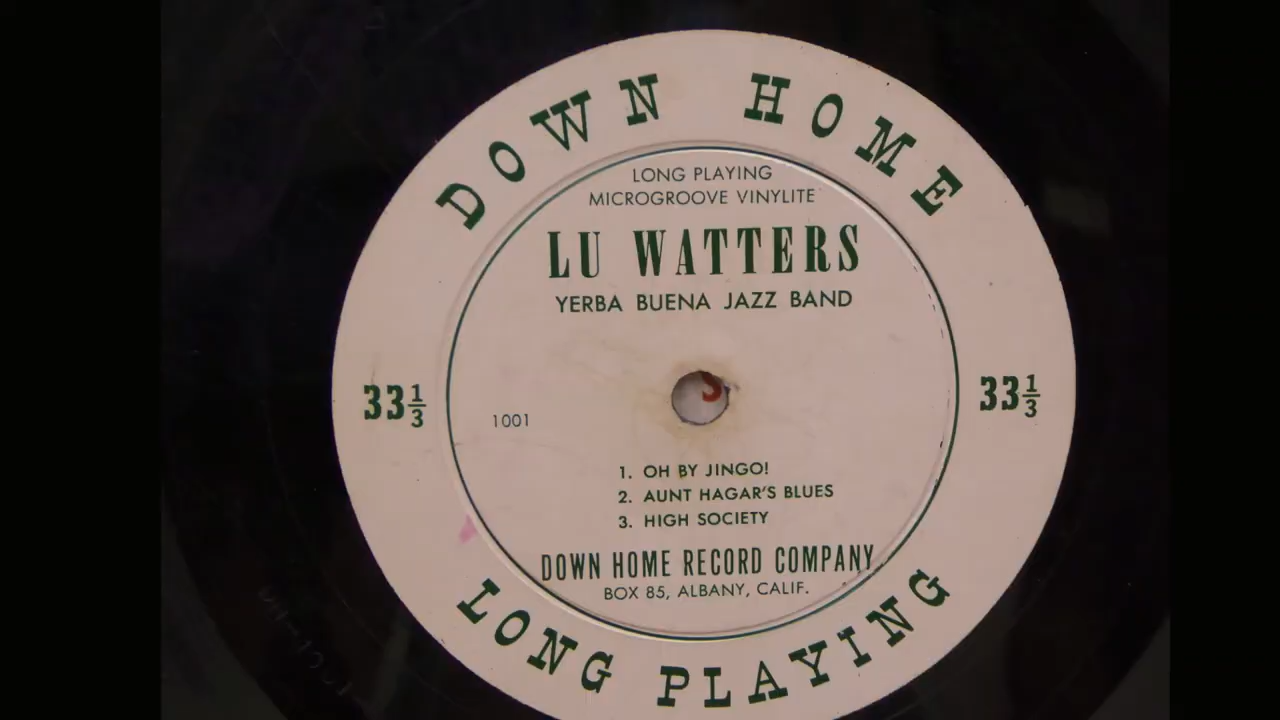 DOWN HOME
LONG PLAYING
MICROGROOVE VINYLITE
LU WATTERS
YERBA BUENA JAZZ BAND
33 1/3
33 1/3
1001
1. OH BY JINGO!
2. AUNT HAGAR'S BLUES
3. HIGH SOCIETY
DOWN HOME RECORD COMPANY
BOX 85, ALBANY, CALIF.
LONG PLAYING